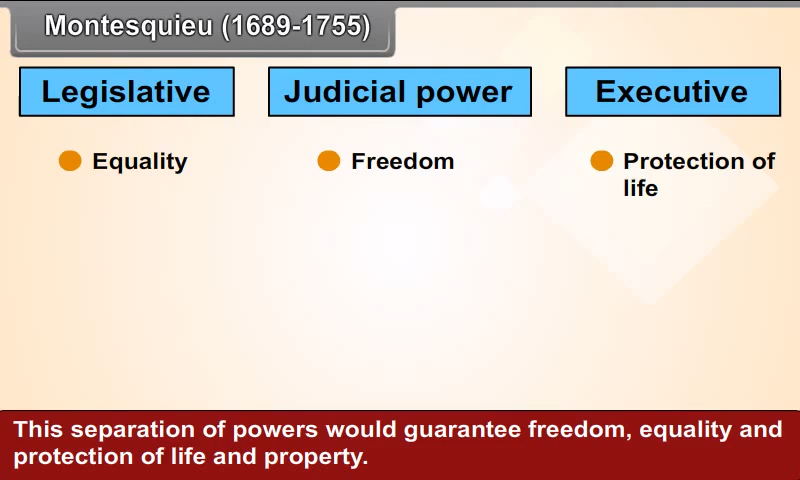 Montesquieu (1689-1755)
Legislative
Judicial power
Executive
Equality
Freedom
Protection of
life
This separation of powers would guarantee freedom, equality and
protection of life and property.